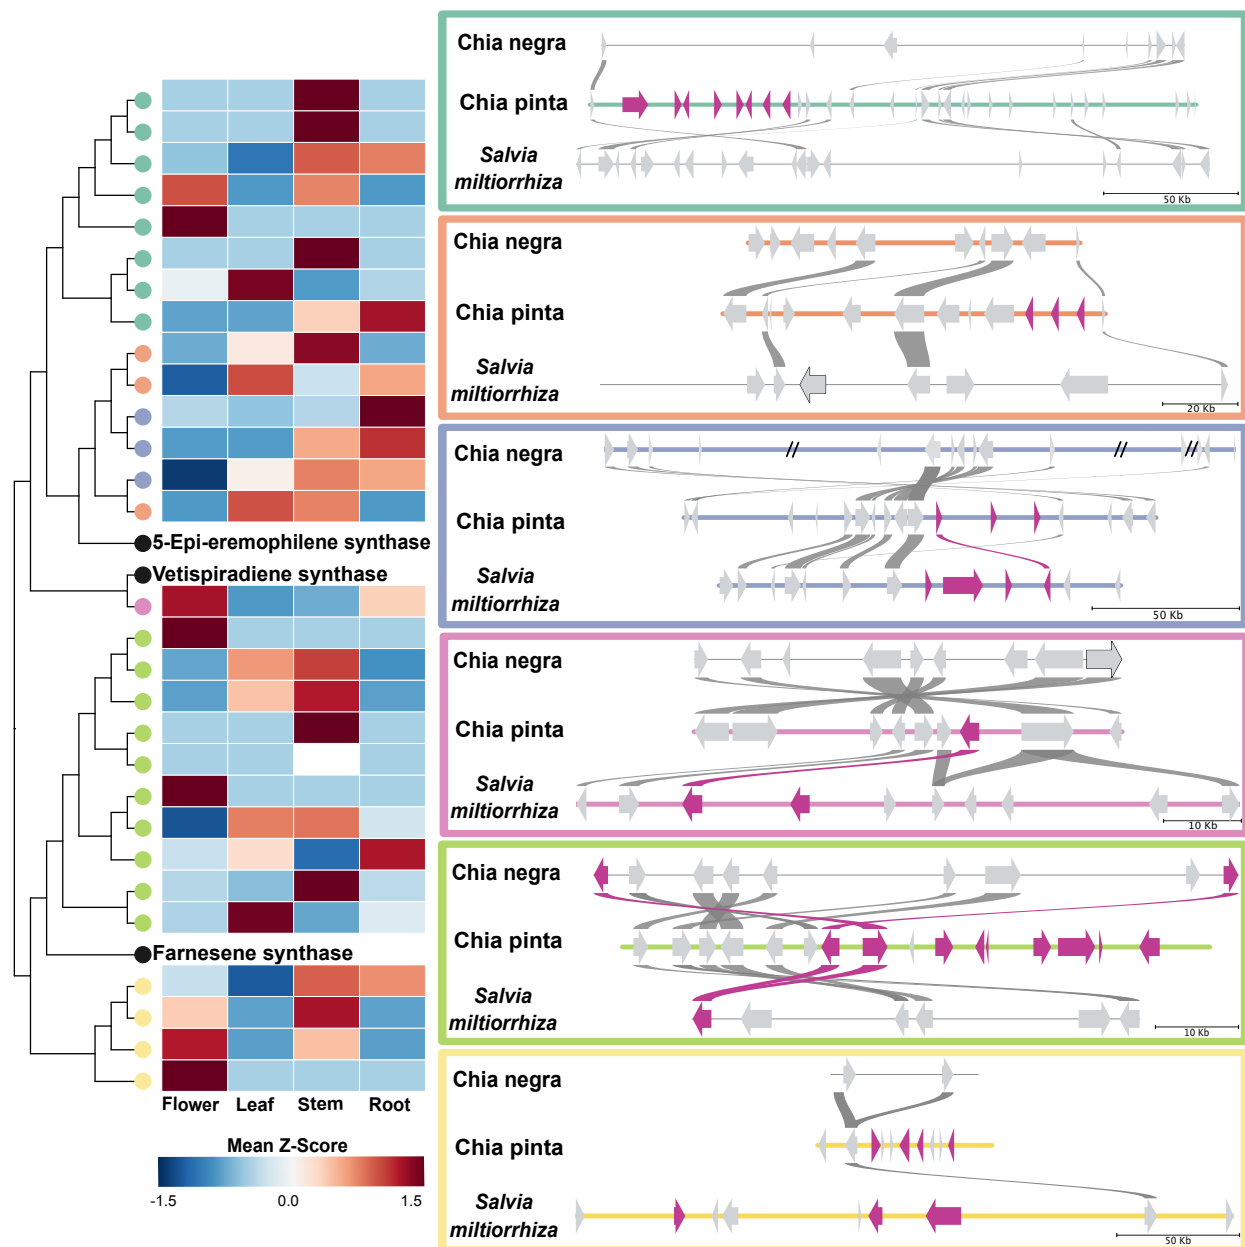 5-Epi-eremophilene synthase
Vetispiradiene synthase
Farnesene synthase
Flower Leaf Stem Root
Mean Z-Score
-1.5 0.0 1.5
Chia negra
Chia pinta
Salvia
miltiorrhiza
50 Kb
Chia negra
Chia pinta
Salvia
miltiorrhiza
20 Kb
Chia negra
//
//
//
Chia pinta
Salvia
miltiorrhiza
50 Kb
Chia negra
Chia pinta
Salvia
miltiorrhiza
10 Kb
Chia negra
Chia pinta
Salvia
miltiorrhiza
10 Kb
Chia negra
Chia pinta
Salvia
miltiorrhiza
50 Kb